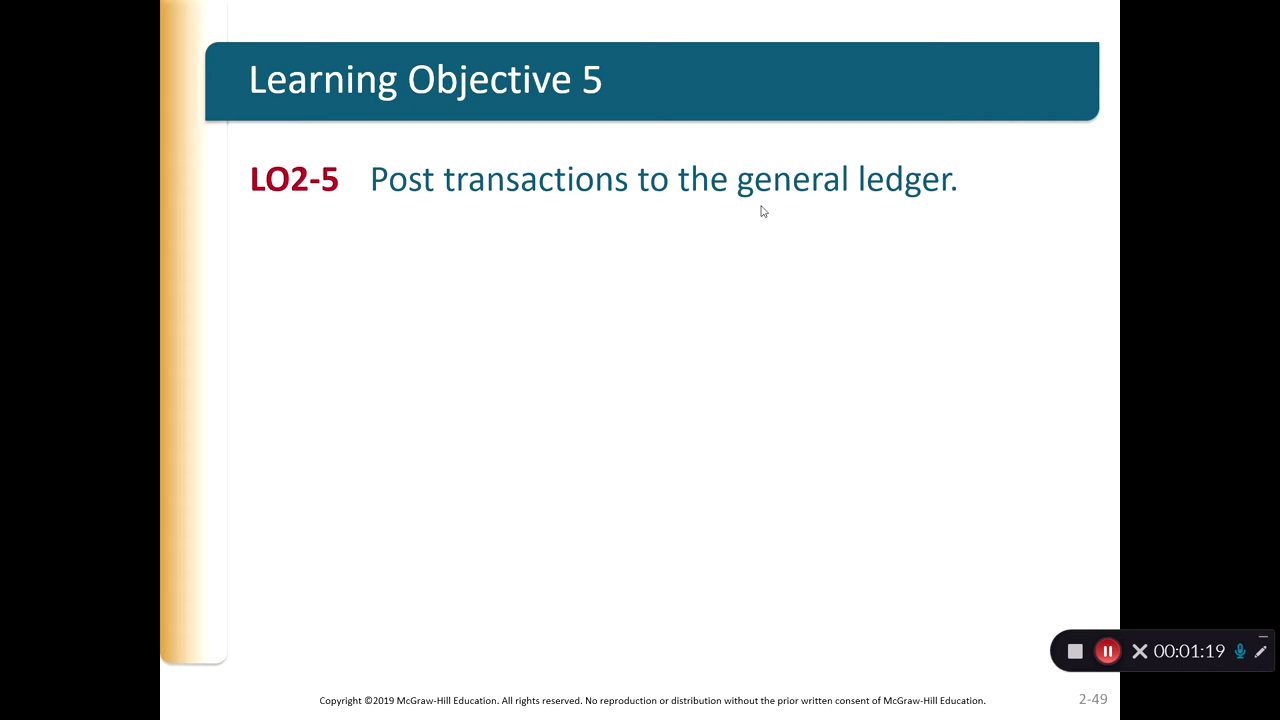 Learning Objective 5
LO2-5 Post transactions to the general ledger.
00:01:19
Copyright ©2019 McGraw-Hill Education. All rights reserved. No reproduction or distribution without the prior written consent of McGraw-Hill Education.
2-49